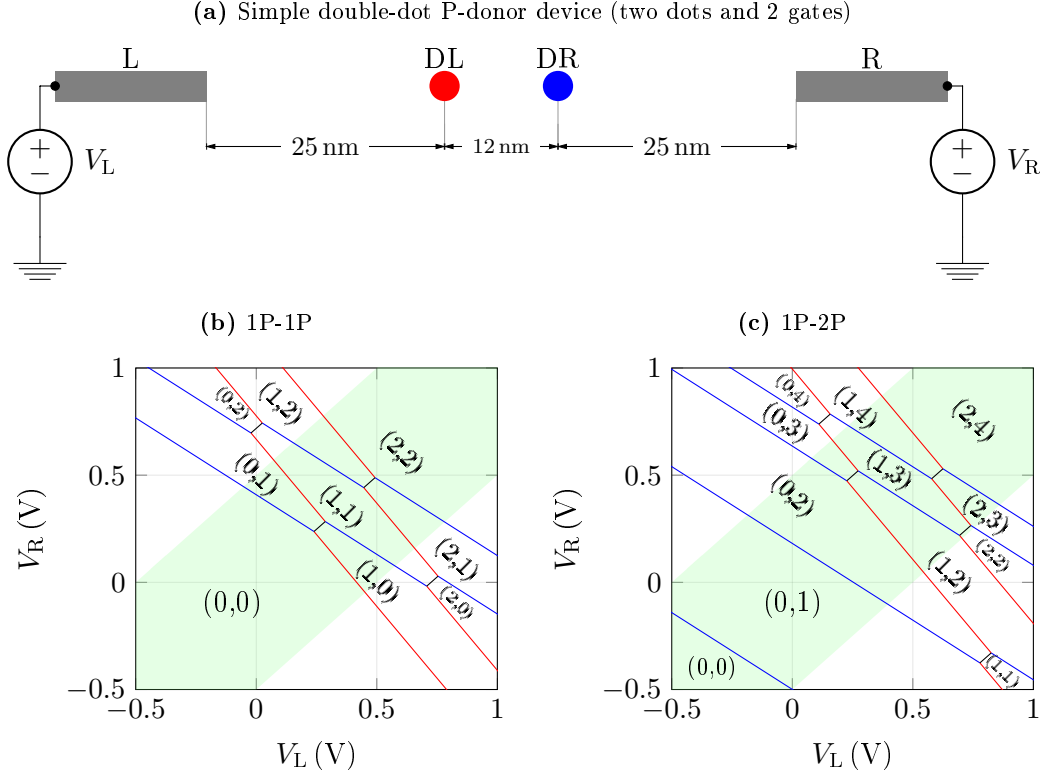 (a) Simple double-dot P-donor device (two dots and 2 gates)
L
DL
DR
R
+
−
V_L
25 nm
12 nm
25 nm
+
−
V_R
(b) 1P-1P
(c) 1P-2P
1
0.5
0
−0.5
V_R (V)
(0,2)
(1,2)
(2,2)
(0,1)
(1,1)
(2,1)
(1,0)
(2,0)
(0,0)
−0.5
0
0.5
1
V_L (V)
1
0.5
0
−0.5
V_R (V)
(0,4)
(1,4)
(2,4)
(0,3)
(1,3)
(0,2)
(2,3)
(2,2)
(1,2)
(0,1)
(1,1)
(0,0)
−0.5
0
0.5
1
V_L (V)